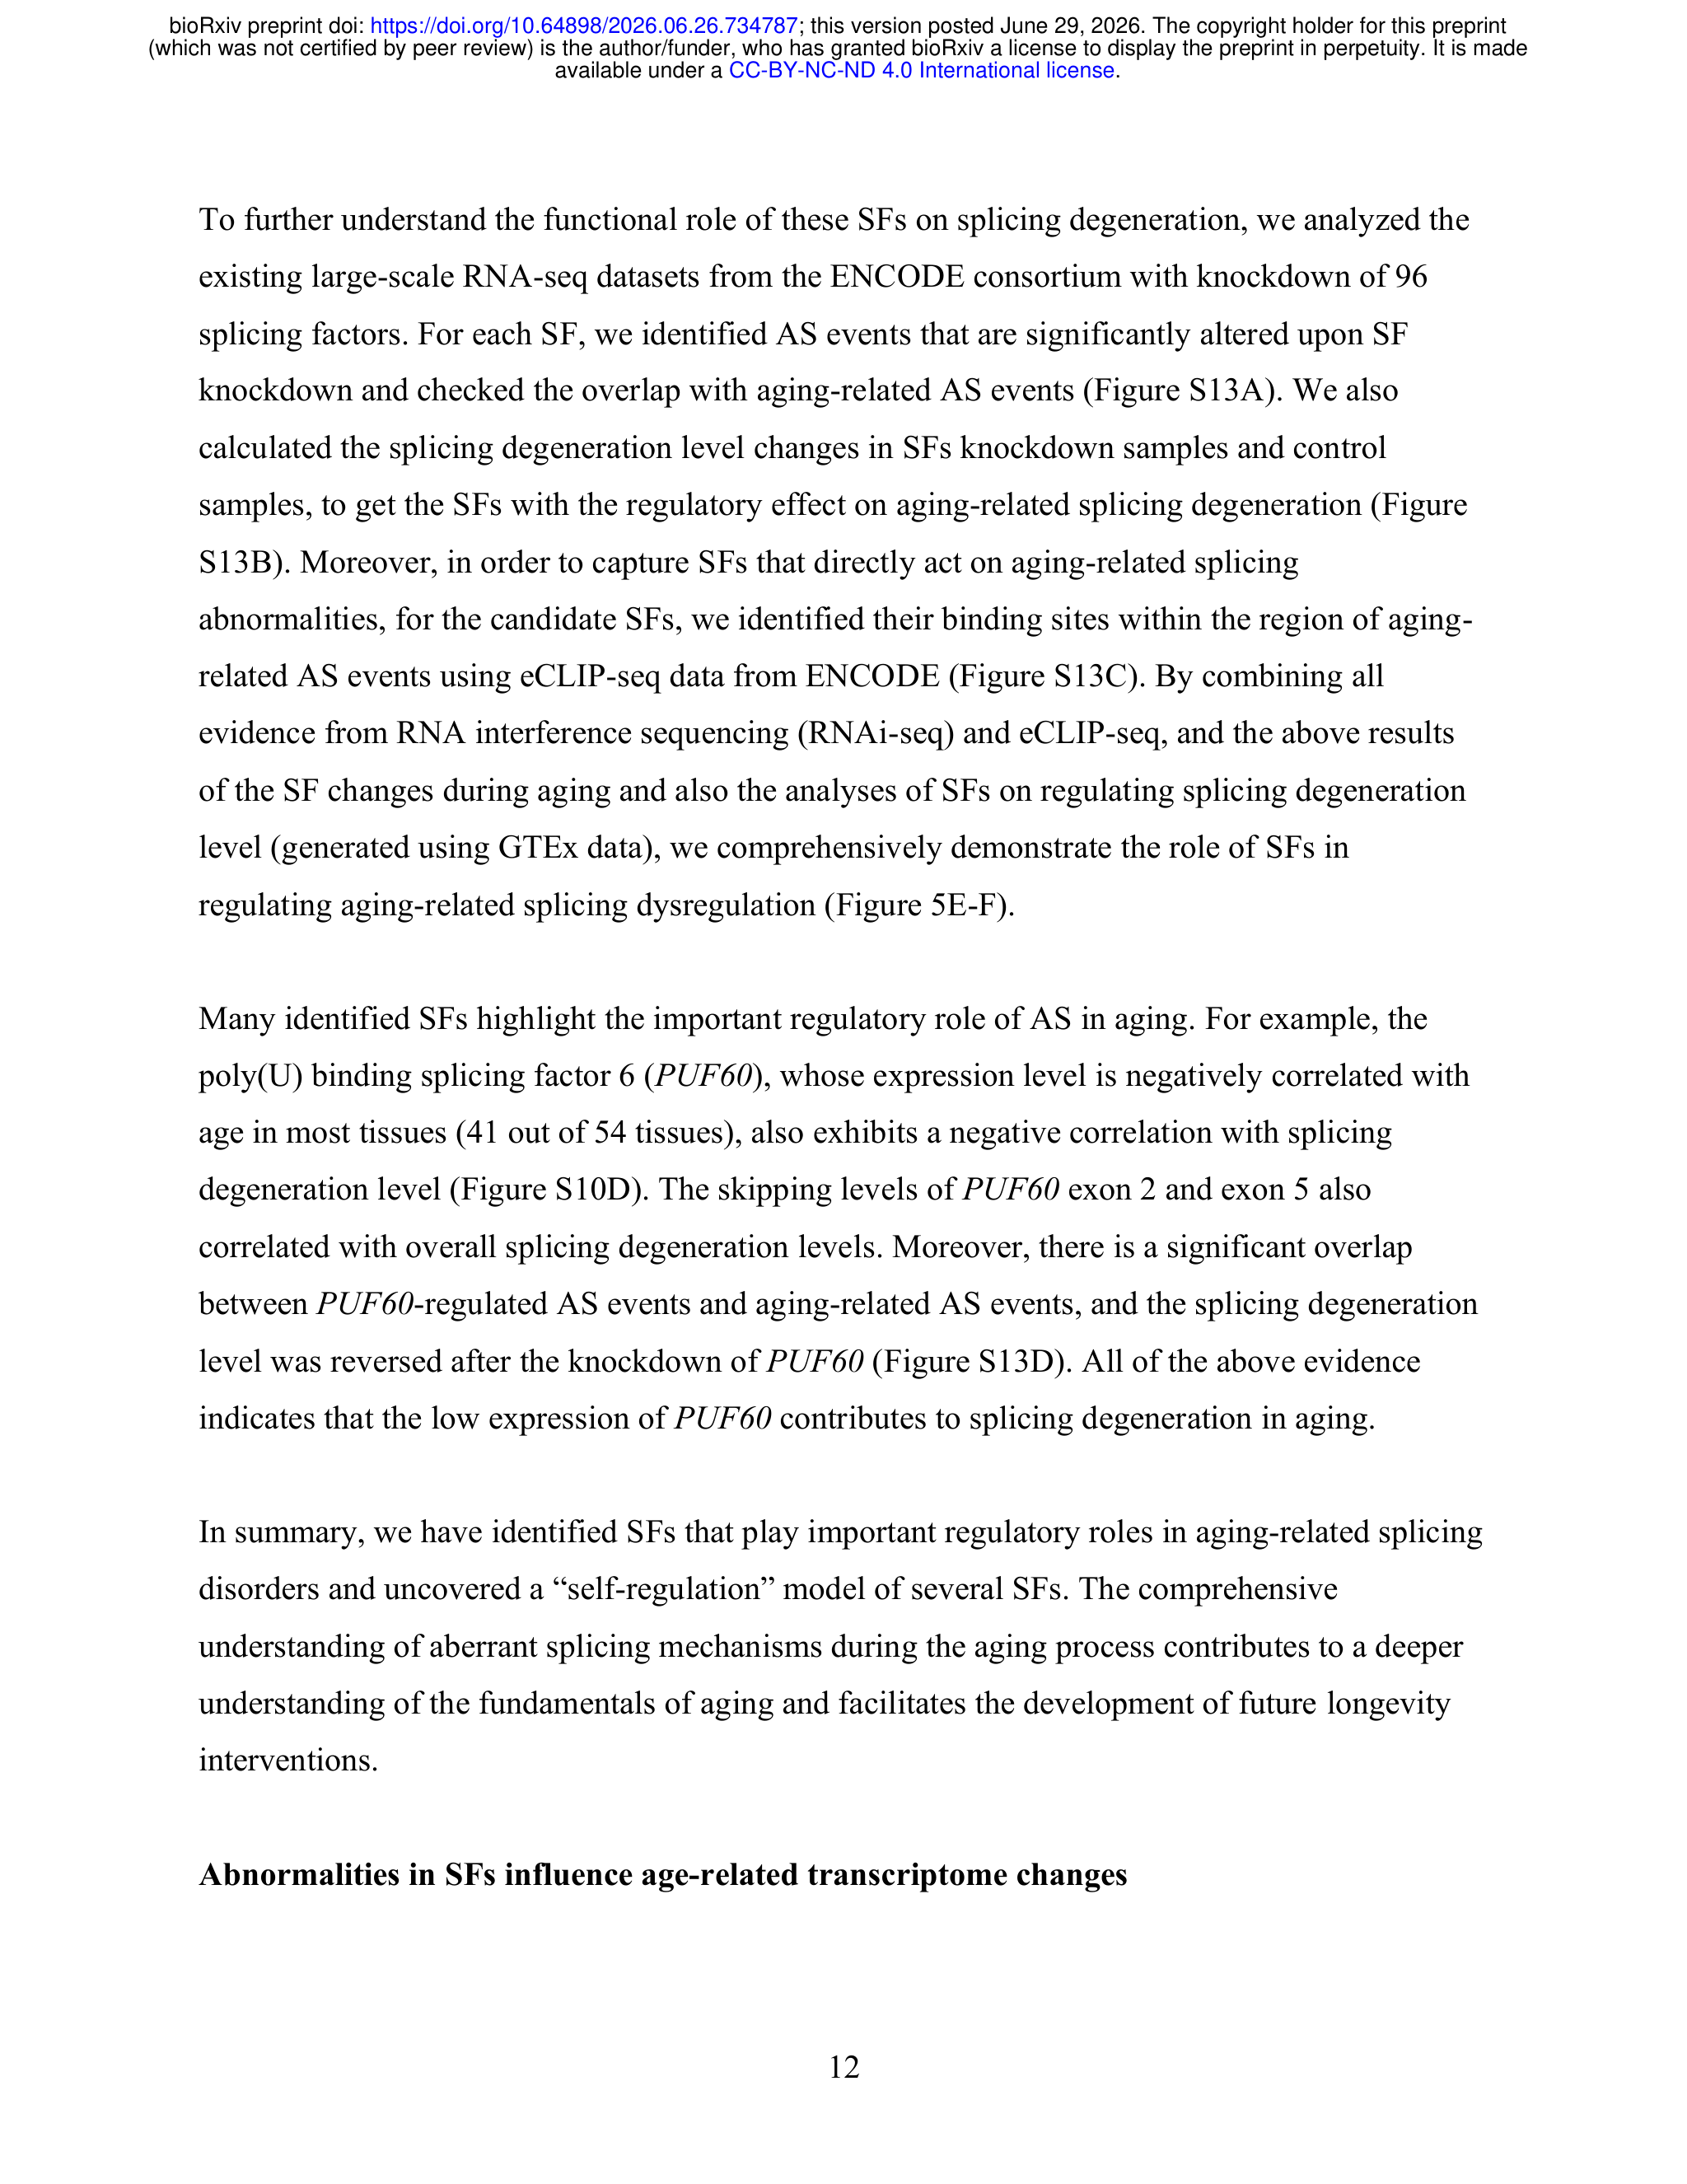 bioRxiv preprint doi: https://doi.org/10.64898/2026.06.26.734787; this version posted June 29, 2026. The copyright holder for this preprint
(which was not certified by peer review) is the author/funder, who has granted bioRxiv a license to display the preprint in perpetuity. It is made
available under a CC-BY-NC-ND 4.0 International license.
To further understand the functional role of these SFs on splicing degeneration, we analyzed the
existing large-scale RNA-seq datasets from the ENCODE consortium with knockdown of 96
splicing factors. For each SF, we identified AS events that are significantly altered upon SF
knockdown and checked the overlap with aging-related AS events (Figure S13A). We also
calculated the splicing degeneration level changes in SFs knockdown samples and control
samples, to get the SFs with the regulatory effect on aging-related splicing degeneration (Figure
S13B). Moreover, in order to capture SFs that directly act on aging-related splicing
abnormalities, for the candidate SFs, we identified their binding sites within the region of aging-
related AS events using eCLIP-seq data from ENCODE (Figure S13C). By combining all
evidence from RNA interference sequencing (RNAi-seq) and eCLIP-seq, and the above results
of the SF changes during aging and also the analyses of SFs on regulating splicing degeneration
level (generated using GTEx data), we comprehensively demonstrate the role of SFs in
regulating aging-related splicing dysregulation (Figure 5E-F).
Many identified SFs highlight the important regulatory role of AS in aging. For example, the
poly(U) binding splicing factor 6 (PUF60), whose expression level is negatively correlated with
age in most tissues (41 out of 54 tissues), also exhibits a negative correlation with splicing
degeneration level (Figure S10D). The skipping levels of PUF60 exon 2 and exon 5 also
correlated with overall splicing degeneration levels. Moreover, there is a significant overlap
between PUF60-regulated AS events and aging-related AS events, and the splicing degeneration
level was reversed after the knockdown of PUF60 (Figure S13D). All of the above evidence
indicates that the low expression of PUF60 contributes to splicing degeneration in aging.
In summary, we have identified SFs that play important regulatory roles in aging-related splicing
disorders and uncovered a “self-regulation” model of several SFs. The comprehensive
understanding of aberrant splicing mechanisms during the aging process contributes to a deeper
understanding of the fundamentals of aging and facilitates the development of future longevity
interventions.
Abnormalities in SFs influence age-related transcriptome changes
12